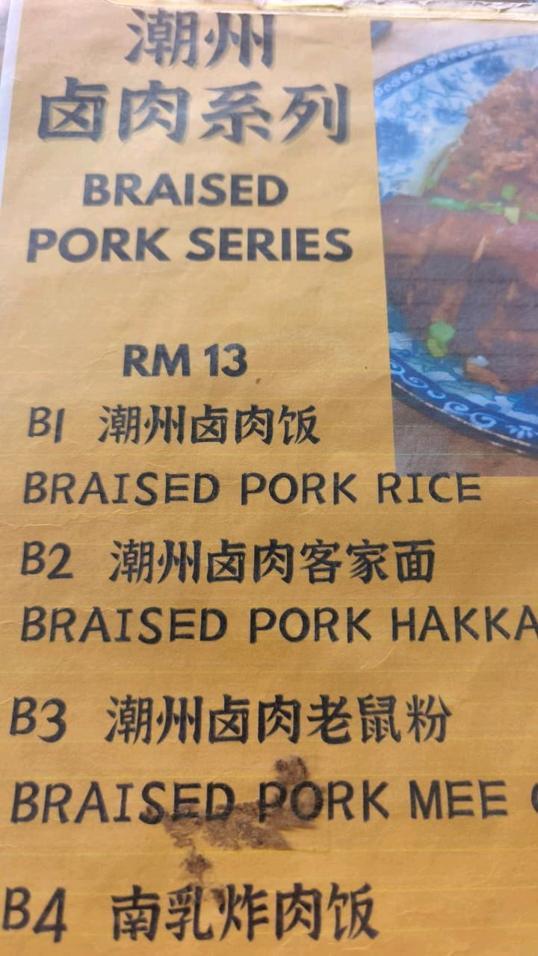 潮州
卤肉系列
BRAISED
PORK SERIES
RM 13
B1 潮州卤肉饭
BRAISED PORK RICE
B2 潮州卤肉客家面
BRAISED PORK HAKKA
B3 潮州卤肉老鼠粉
BRAISED PORK MEE
B4 南乳炸肉饭